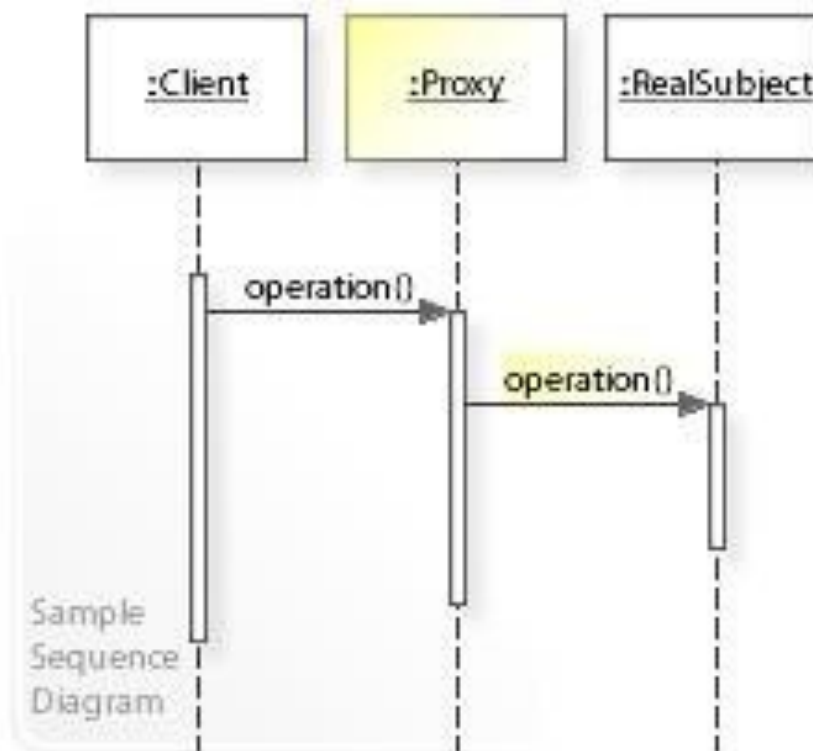 :Client
:Proxy
:RealSubject
operation()
operation()
Sample
Sequence
Diagram